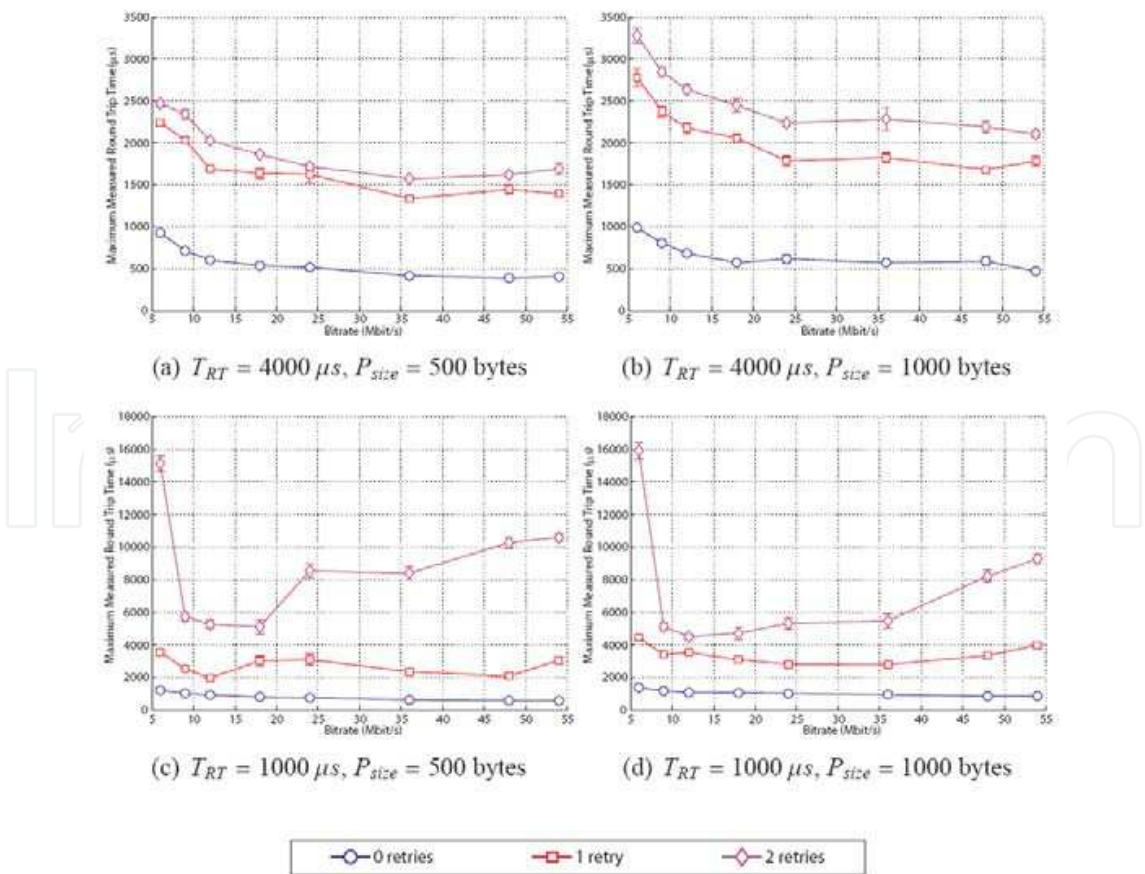 3500
3000
2500
2000
1500
1000
500
0
Maximum Measured Round Trip Time (μs)
5 10 15 20 25 30 35 40 45 50 55
Bitrate (Mbit/s)
(a) T_RT = 4000 μs, P_size = 500 bytes
3500
3000
2500
2000
1500
1000
500
0
Maximum Measured Round Trip Time (μs)
5 10 15 20 25 30 35 40 45 50 55
Bitrate (Mbit/s)
(b) T_RT = 4000 μs, P_size = 1000 bytes
18000
16000
14000
12000
10000
8000
6000
4000
2000
0
Maximum Measured Round Trip Time (μs)
5 10 15 20 25 30 35 40 45 50 55
Bitrate (Mbit/s)
(c) T_RT = 1000 μs, P_size = 500 bytes
18000
16000
14000
12000
10000
8000
6000
4000
2000
0
Maximum Measured Round Trip Time (μs)
5 10 15 20 25 30 35 40 45 50 55
Bitrate (Mbit/s)
(d) T_RT = 1000 μs, P_size = 1000 bytes
0 retries 1 retry 2 retries